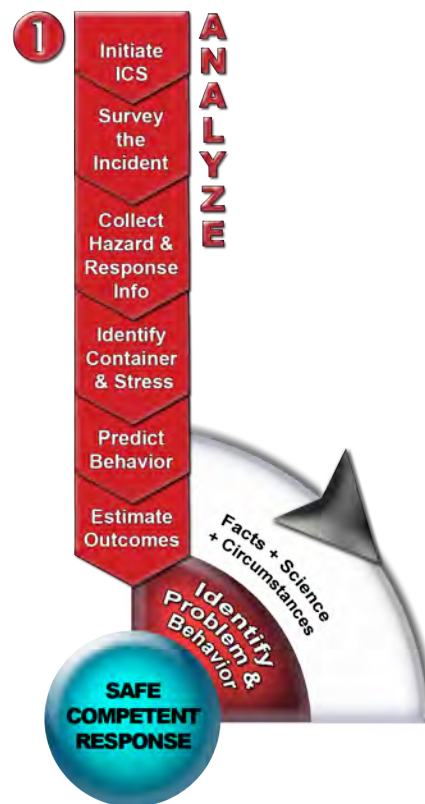 1
ANALYZE
Initiate
ICS
Survey
the
Incident
Collect
Hazard &
Response
Info
Identify
Container
& Stress
Predict
Behavior
Estimate
Outcomes
Facts + Science
+ Circumstances
Identify
Problem &
Behavior
SAFE
COMPETENT
RESPONSE